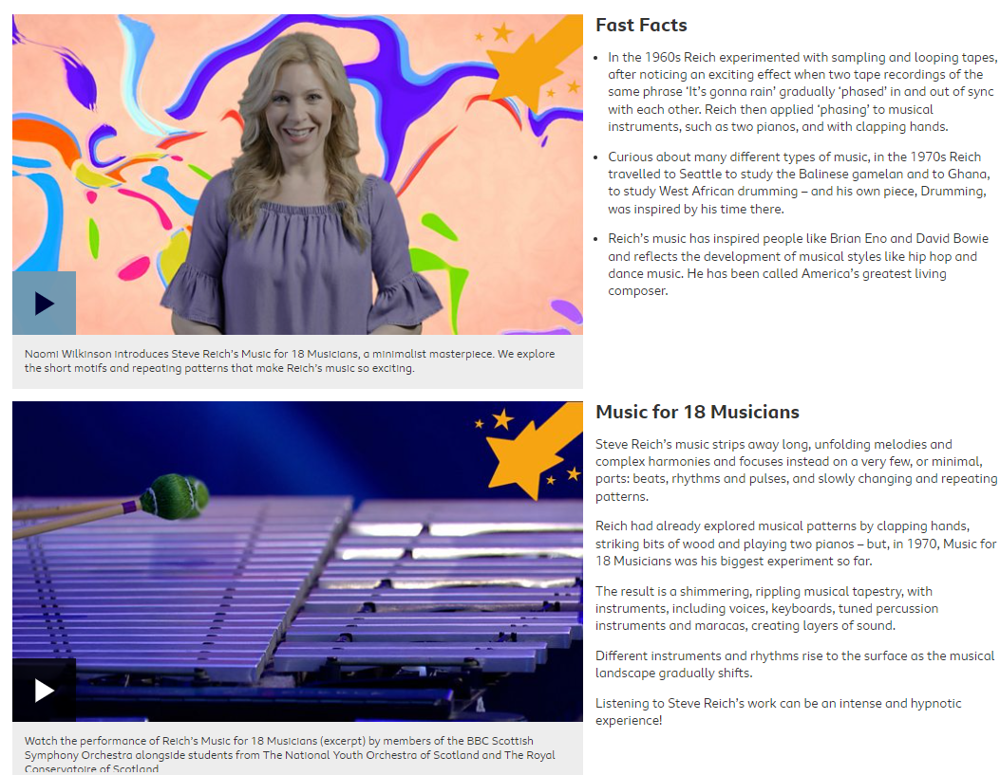 Fast Facts
In the 1960s Reich experimented with sampling and looping tapes,
after noticing an exciting effect when two tape recordings of the
same phrase ‘It’s gonna rain’ gradually ‘phased’ in and out of sync
with each other. Reich then applied ‘phasing’ to musical
instruments, such as two pianos, and with clapping hands.
Curious about many different types of music, in the 1970s Reich
travelled to Seattle to study the Balinese gamelan and to Ghana,
to study West African drumming – and his own piece, Drumming,
was inspired by his time there.
Reich’s music has inspired people like Brian Eno and David Bowie
and reflects the development of musical styles like hip hop and
dance music. He has been called America’s greatest living
composer.
Naomi Wilkinson introduces Steve Reich's Music for 18 Musicians, a minimalist masterpiece. We explore
the short motifs and repeating patterns that make Reich's music so exciting.
Music for 18 Musicians
Steve Reich’s music strips away long, unfolding melodies and
complex harmonies and focuses instead on a very few, or minimal,
parts: beats, rhythms and pulses, and slowly changing and repeating
patterns.
Reich had already explored musical patterns by clapping hands,
striking bits of wood and playing two pianos – but, in 1970, Music for
18 Musicians was his biggest experiment so far.
The result is a shimmering, rippling musical tapestry, with
instruments, including voices, keyboards, tuned percussion
instruments and maracas, creating layers of sound.
Different instruments and rhythms rise to the surface as the musical
landscape gradually shifts.
Listening to Steve Reich’s work can be an intense and hypnotic
experience!
Watch the performance of Reich's Music for 18 Musicians (excerpt) by members of the BBC Scottish
Symphony Orchestra alongside students from The National Youth Orchestra of Scotland and The Royal
Conservatoire of Scotland